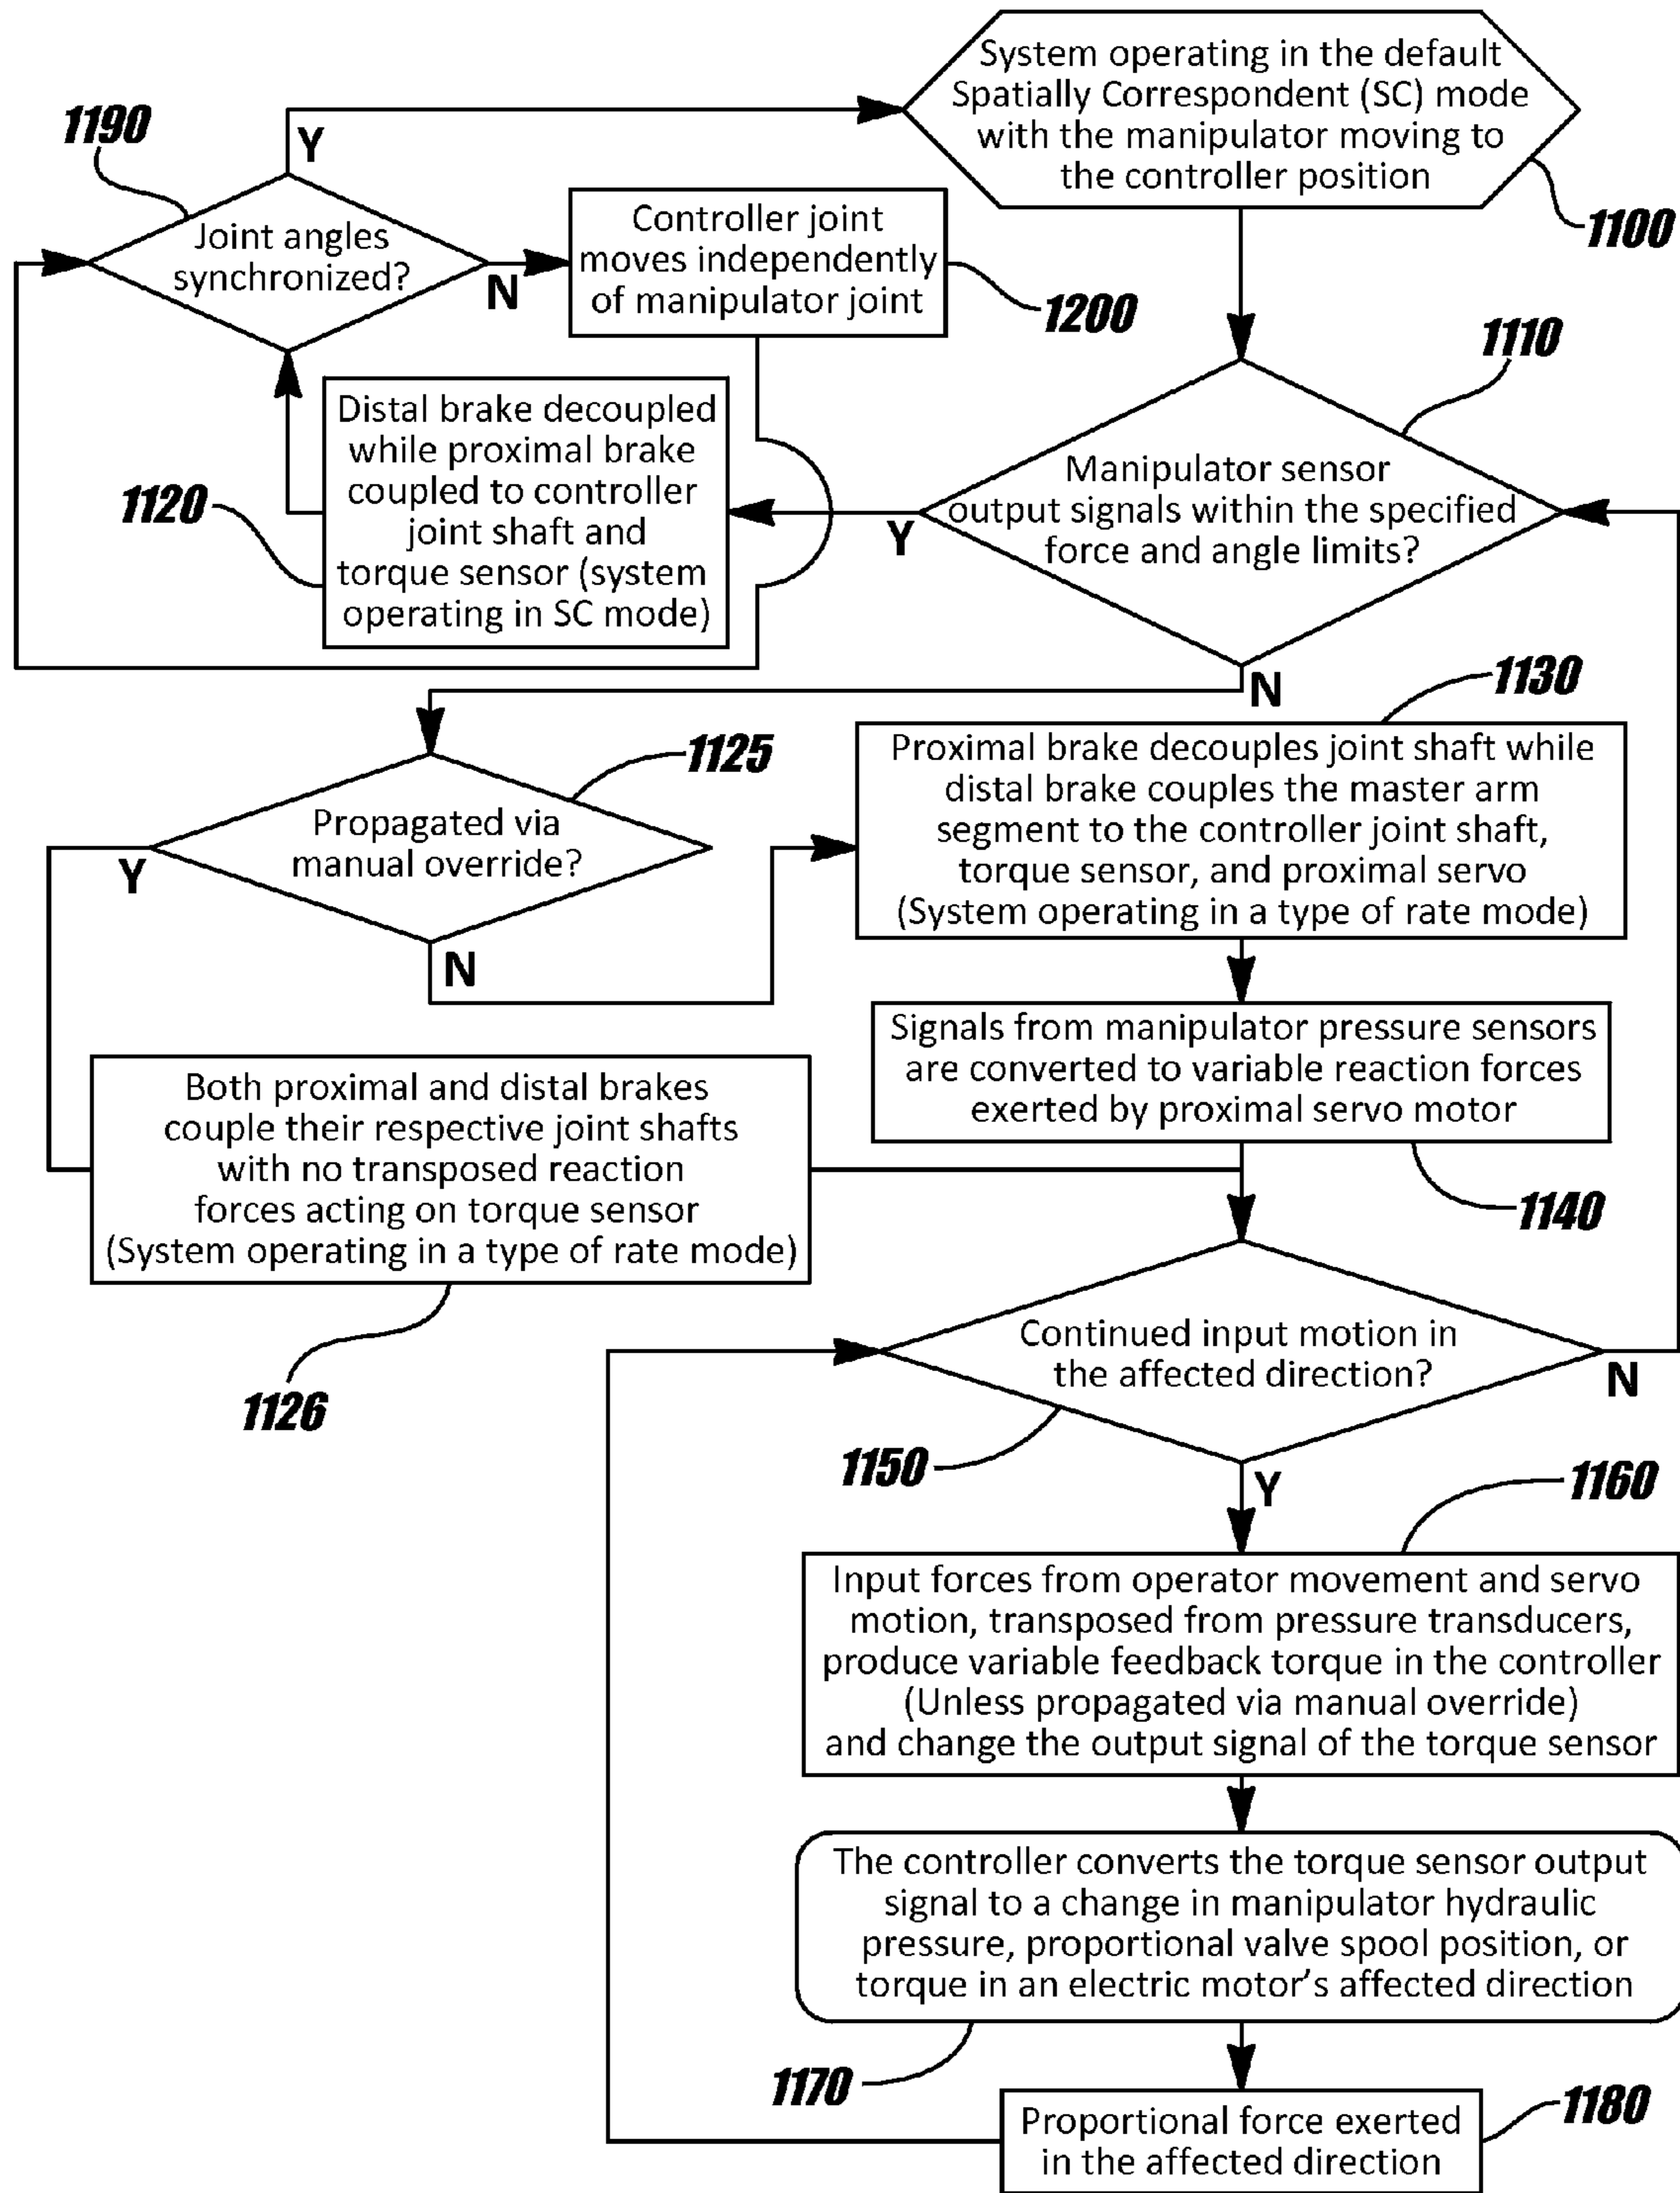 System operating in the default
Spatially Correspondent (SC) mode
with the manipulator moving to
the controller position
1100
1190
Y
Joint angles
synchronized?
N
Controller joint
moves independently
of manipulator joint
1200
1110
Manipulator sensor
output signals within the specified
force and angle limits?
Y
N
Distal brake decoupled
while proximal brake
coupled to controller
joint shaft and
torque sensor (system
operating in SC mode)
1120
1125
Propagated via
manual override?
Y
N
1130
Proximal brake decouples joint shaft while
distal brake couples the master arm
segment to the controller joint shaft,
torque sensor, and proximal servo
(System operating in a type of rate mode)
Signals from manipulator pressure sensors
are converted to variable reaction forces
exerted by proximal servo motor
1140
Both proximal and distal brakes
couple their respective joint shafts
with no transposed reaction
forces acting on torque sensor
(System operating in a type of rate mode)
1126
Continued input motion in
the affected direction?
N
1150
Y
1160
Input forces from operator movement and servo
motion, transposed from pressure transducers,
produce variable feedback torque in the controller
(Unless propagated via manual override)
and change the output signal of the torque sensor
The controller converts the torque sensor output
signal to a change in manipulator hydraulic
pressure, proportional valve spool position, or
torque in an electric motor’s affected direction
1170
Proportional force exerted
in the affected direction
1180